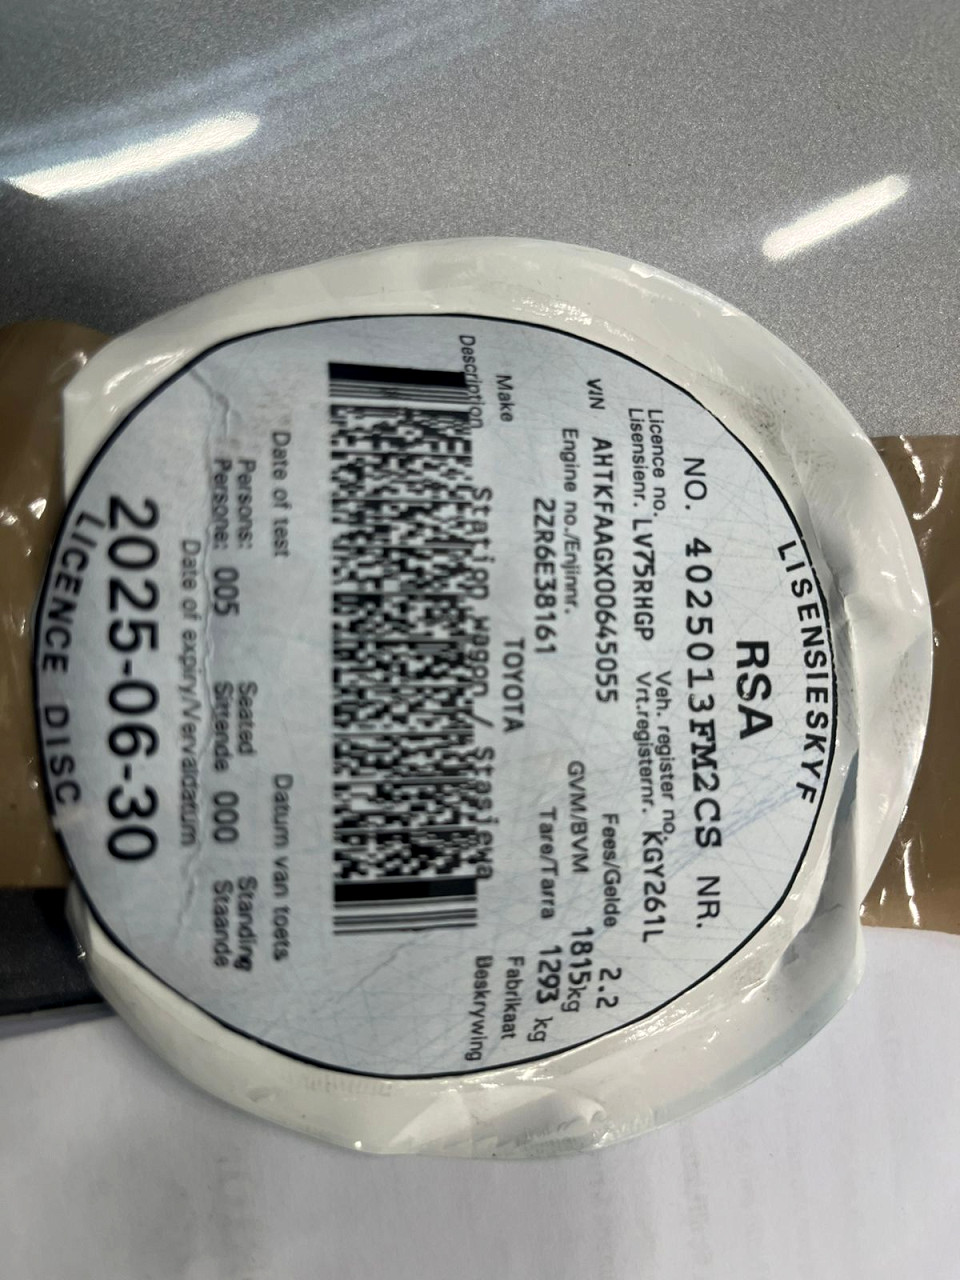 LISENSIESKYF
RSA
NO. 4025013FM2CS NR.
Licence no. Veh. register no.
Lisensienr. LV75RHGP Vrt.registernr. KGY261L
VIN AHTKFAAGX00645055 Fees/Gelde 2.2
Engine no./Enjinnr. GVM/BVM 1815kg
2ZR6E38161 Tare/Tarra 1293 kg
Make TOYOTA Fabrikaat
Description Station wagon / Stasiewa Beskrywing
Date of test Datum van toets
Persons: Seated Standing
Persone: 005 Sittende 000 Staande
Date of expiry/Vervaldatum
2025-06-30
LICENCE DISC